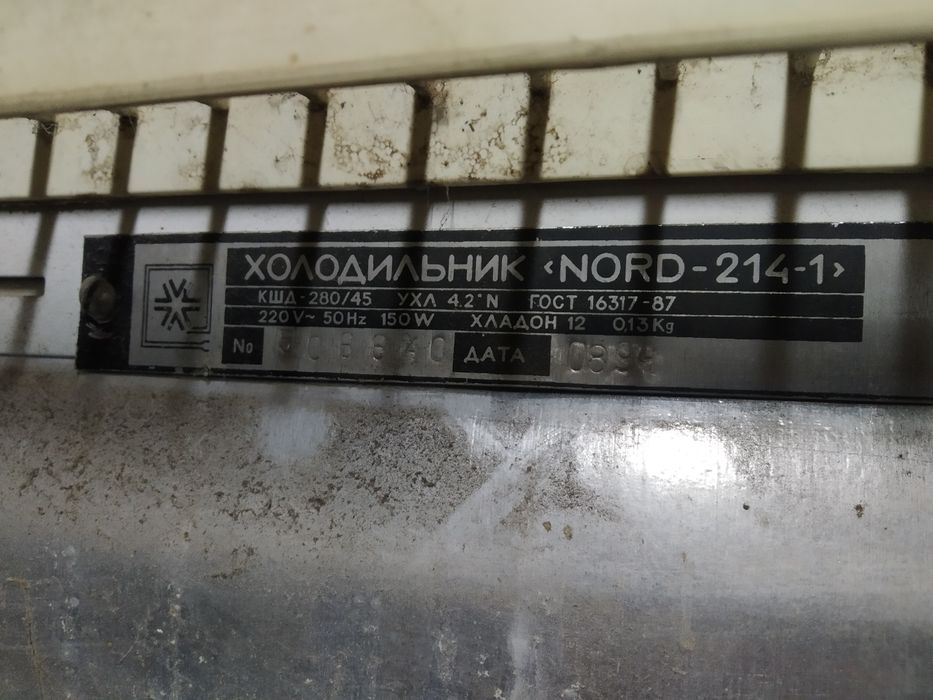 ХОЛОДИЛЬНИК «NORD-214-1»
КШД-280/45 УХЛ 4.2*N ГОСТ 16317-87
220V~ 50Hz 150W ХЛАДОН 12 0,13Kg
№ ДАТА 0894